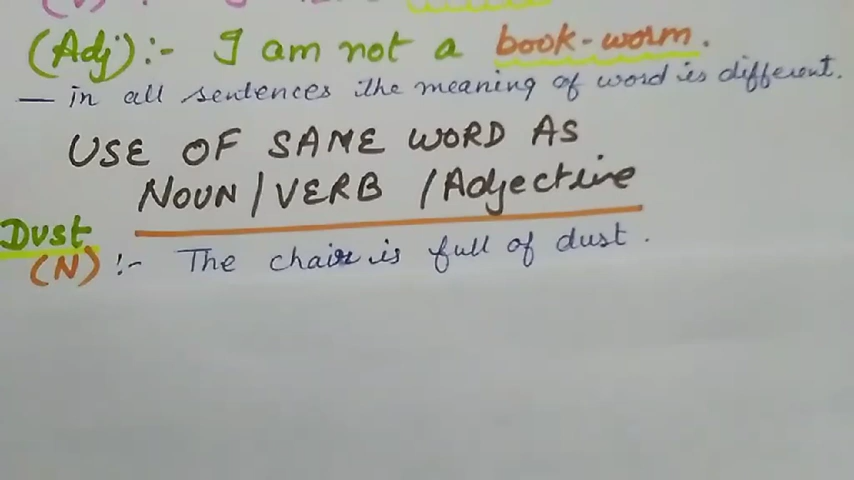 (Adj):- I am not a book-worm.
— in all sentences the meaning of word is different.
USE OF SAME WORD AS
NOUN/VERB /Adjective
Dust
(N) :- The chair is full of dust.